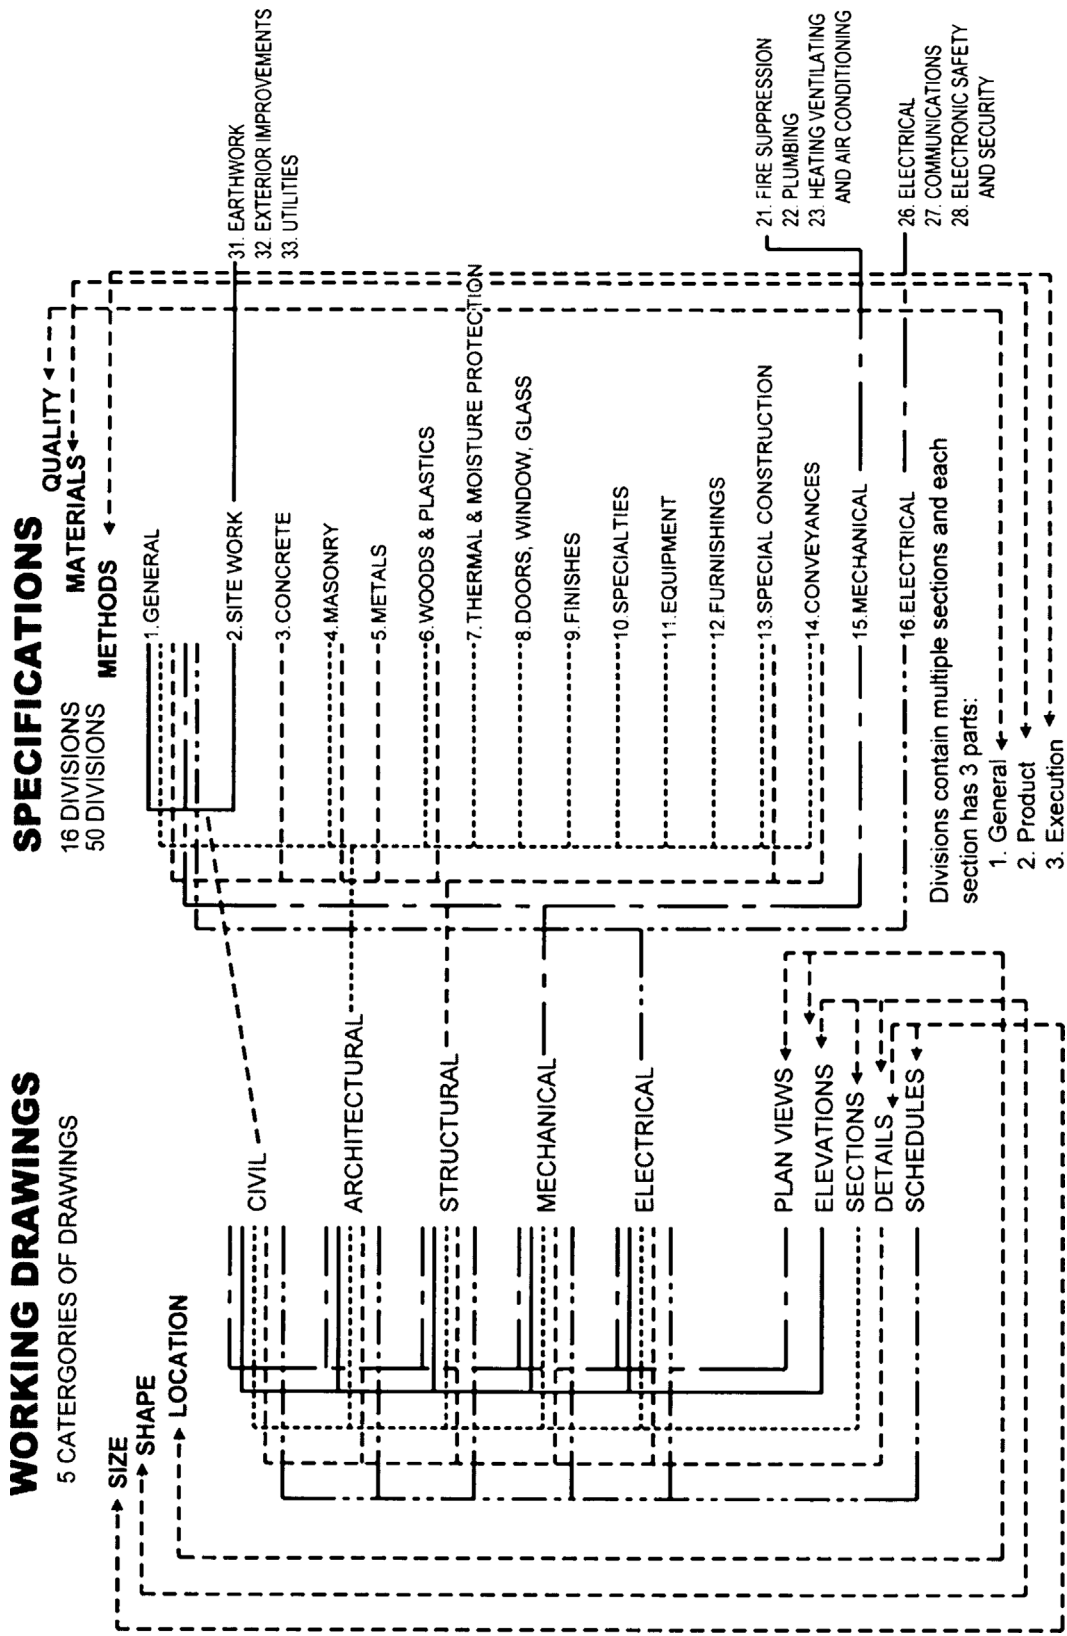 WORKING DRAWINGS
5 CATERGORIES OF DRAWINGS
SIZE
SHAPE
LOCATION
CIVIL
ARCHITECTURAL
STRUCTURAL
MECHANICAL
ELECTRICAL
PLAN VIEWS
ELEVATIONS
SECTIONS
DETAILS
SCHEDULES
SPECIFICATIONS
16 DIVISIONS
50 DIVISIONS
QUALITY
MATERIALS
METHODS
1. GENERAL
2. SITE WORK
3. CONCRETE
4. MASONRY
5. METALS
6. WOODS & PLASTICS
7. THERMAL & MOISTURE PROTECTION
8. DOORS, WINDOW, GLASS
9. FINISHES
10. SPECIALTIES
11. EQUIPMENT
12. FURNISHINGS
13. SPECIAL CONSTRUCTION
14. CONVEYANCES
15. MECHANICAL
16. ELECTRICAL
31. EARTHWORK
32. EXTERIOR IMPROVEMENTS
33. UTILITIES
21. FIRE SUPPRESSION
22. PLUMBING
23. HEATING VENTILATING
AND AIR CONDITIONING
26. ELECTRICAL
27. COMMUNICATIONS
28. ELECTRONIC SAFETY
AND SECURITY
Divisions contain multiple sections and each
section has 3 parts:
1. General
2. Product
3. Execution